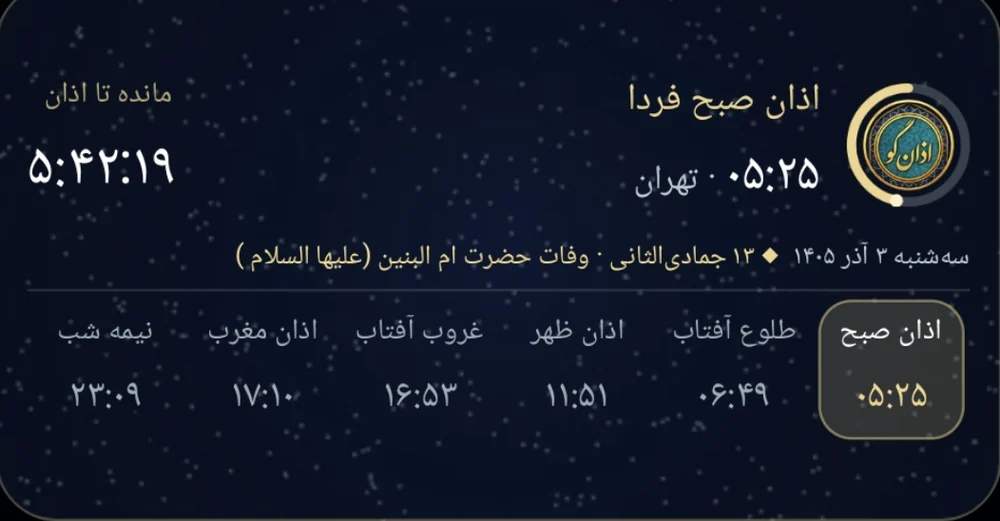 اذان گو
اذان صبح فردا
۰۵:۲۵ · تهران
مانده تا اذان
۵:۴۲:۱۹
سه‌شنبه ۳ آذر ۱۴۰۵ ◆ ۱۳ جمادی‌الثانی · وفات حضرت ام البنین (علیها السلام )
اذان صبح طلوع آفتاب اذان ظهر غروب آفتاب اذان مغرب نیمه شب
۰۵:۲۵ ۰۶:۴۹ ۱۱:۵۱ ۱۶:۵۳ ۱۷:۱۰ ۲۳:۰۹